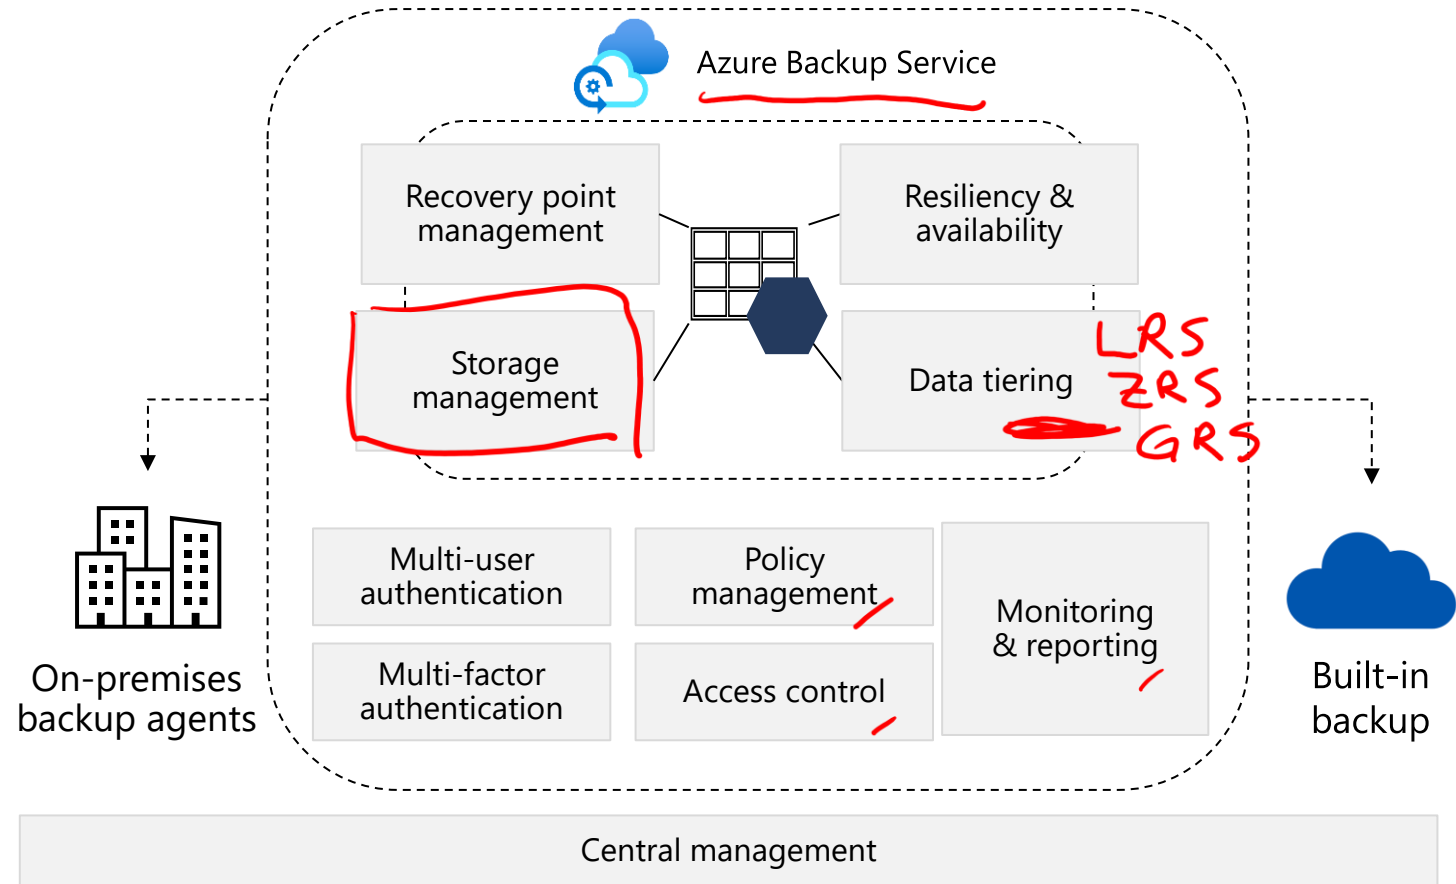 Azure Backup Service
Recovery point
management
Resiliency &
availability
Storage
management
Data tiering
LRS
ZRS
GRS
Multi-user
authentication
Policy
management
Monitoring
& reporting
Multi-factor
authentication
Access control
On-premises
backup agents
Built-in
backup
Central management